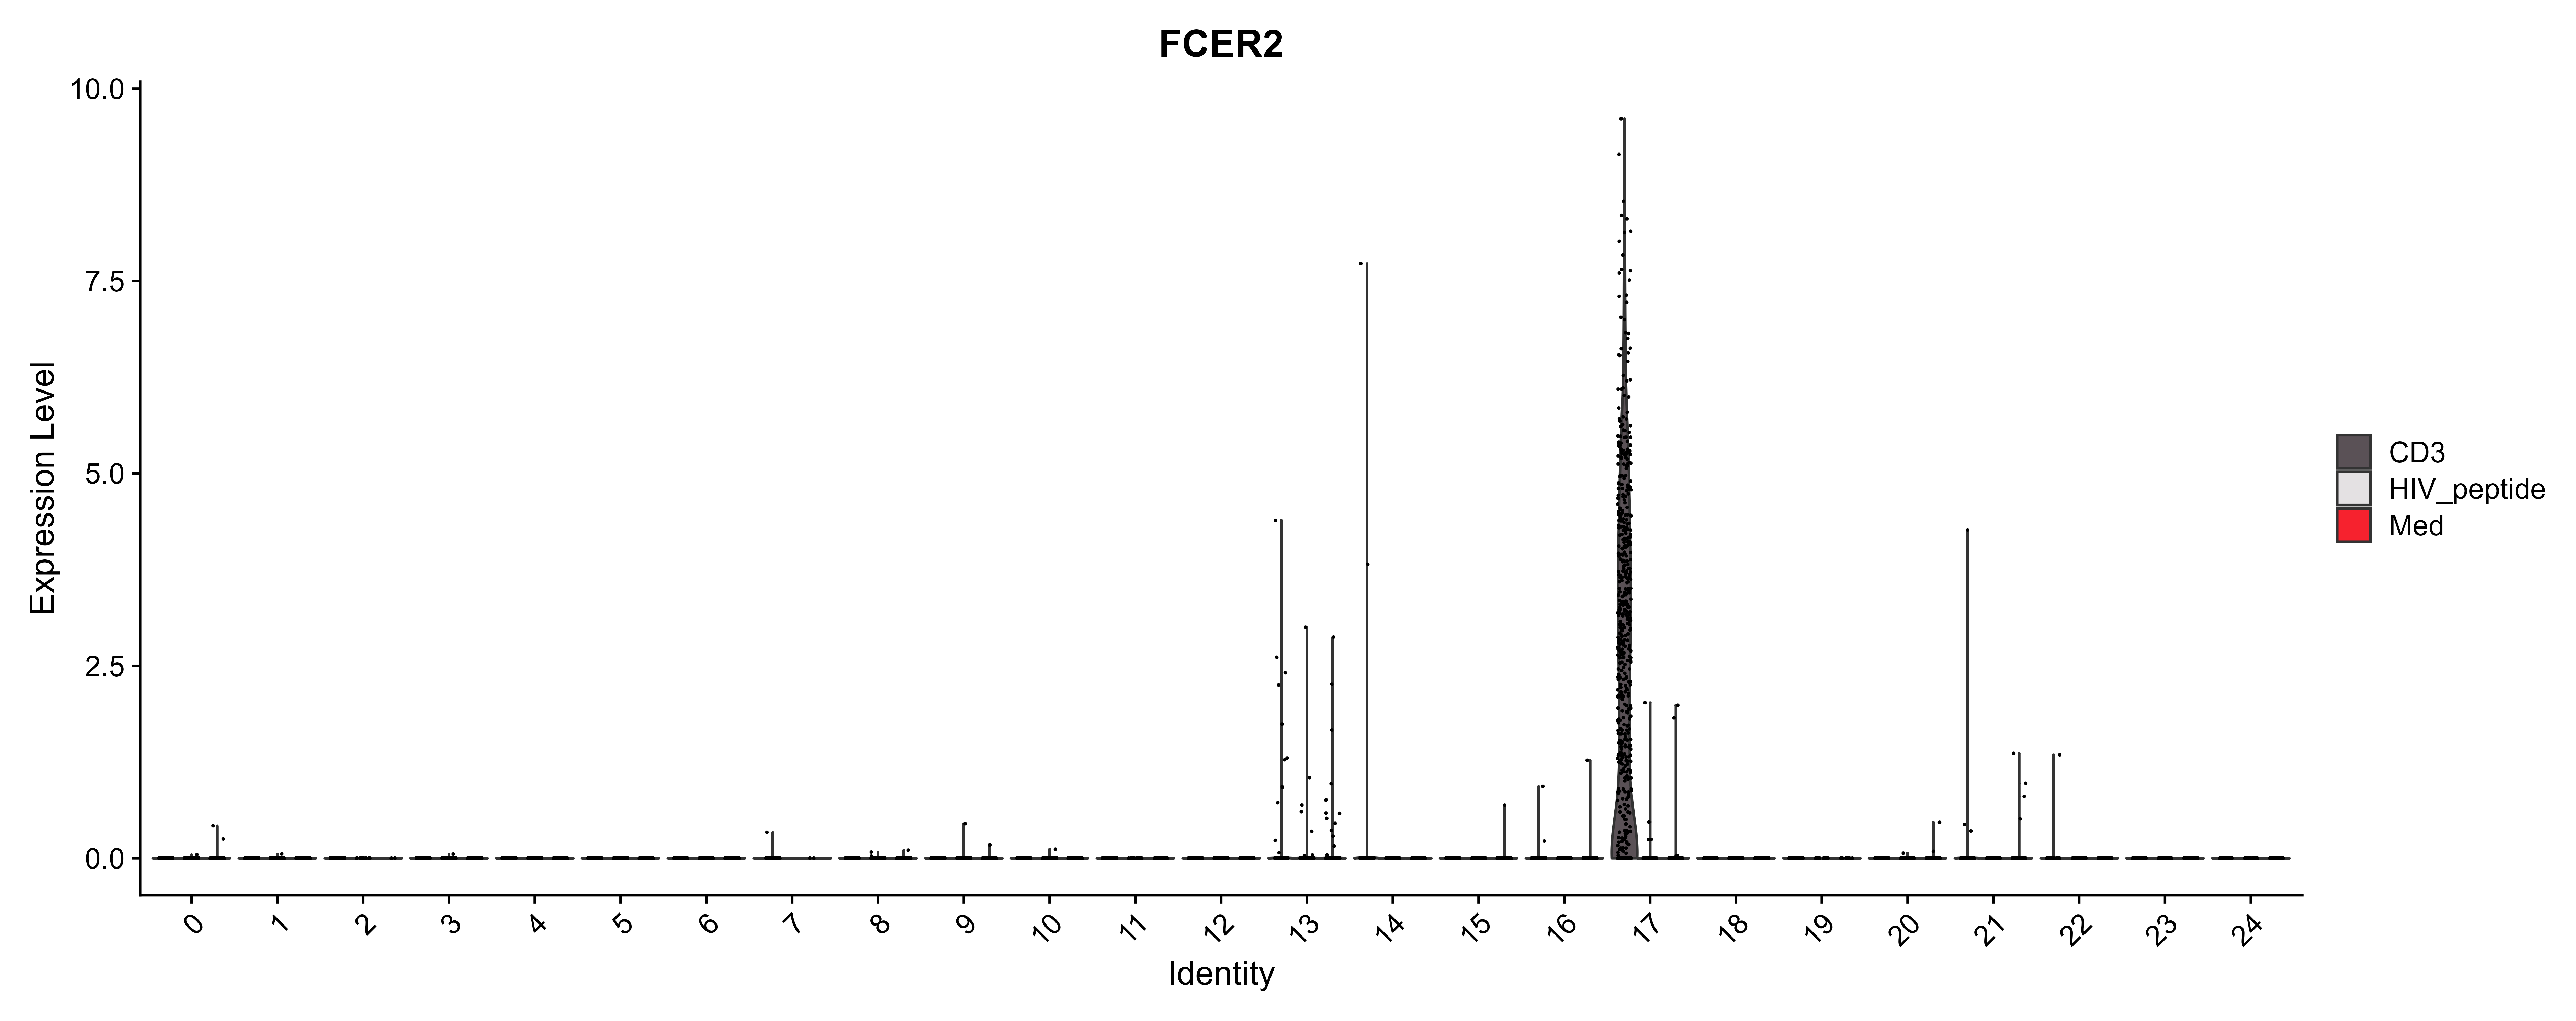 FCER2
10.0
7.5
5.0
2.5
0.0
Expression Level
0 1 2 3 4 5 6 7 8 9 10 11 12 13 14 15 16 17 18 19 20 21 22 23 24
Identity
CD3
HIV_peptide
Med